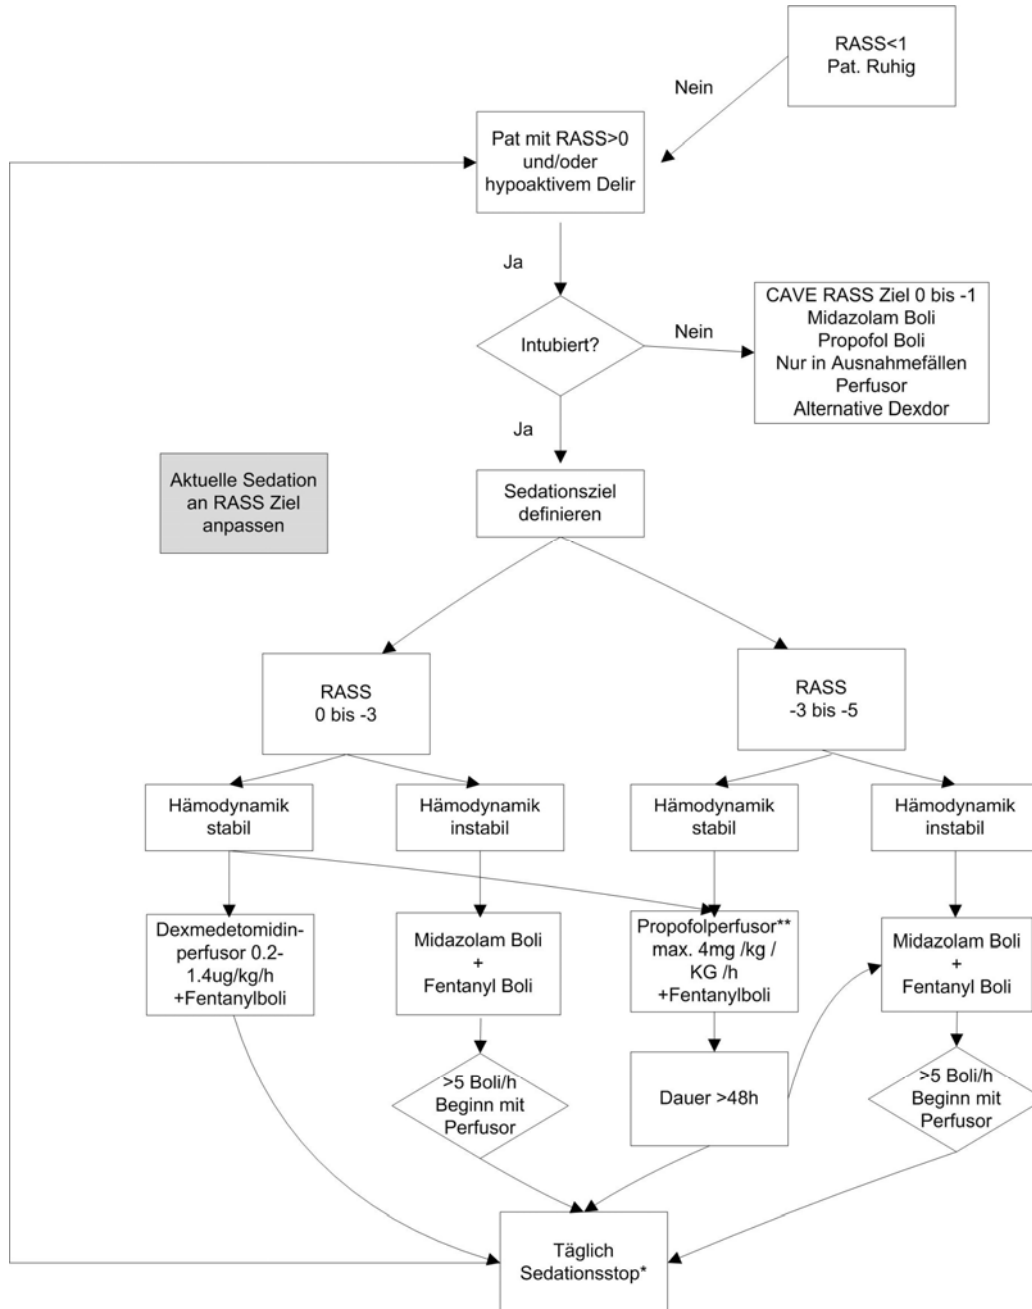 RASS<1
Pat. Ruhig
Nein
Pat mit RASS>0
und/oder
hypoaktivem Delir
Ja
Intubiert?
Nein
CAVE RASS Ziel 0 bis -1
Midazolam Boli
Propofol Boli
Nur in Ausnahmefällen
Perfusor
Alternative Dexdor
Ja
Aktuelle Sedation
an RASS Ziel
anpassen
Sedationsziel
definieren
RASS
0 bis -3
RASS
-3 bis -5
Hämodynamik
stabil
Hämodynamik
instabil
Hämodynamik
stabil
Hämodynamik
instabil
Dexmedetomidin-
perfusor 0.2-
1.4ug/kg/h
+Fentanylboli
Midazolam Boli
+
Fentanyl Boli
Propofolperfusor**
max. 4mg /kg /
KG /h
+Fentanylboli
Midazolam Boli
+
Fentanyl Boli
>5 Boli/h
Beginn mit
Perfusor
Dauer >48h
>5 Boli/h
Beginn mit
Perfusor
Täglich
Sedationsstop*